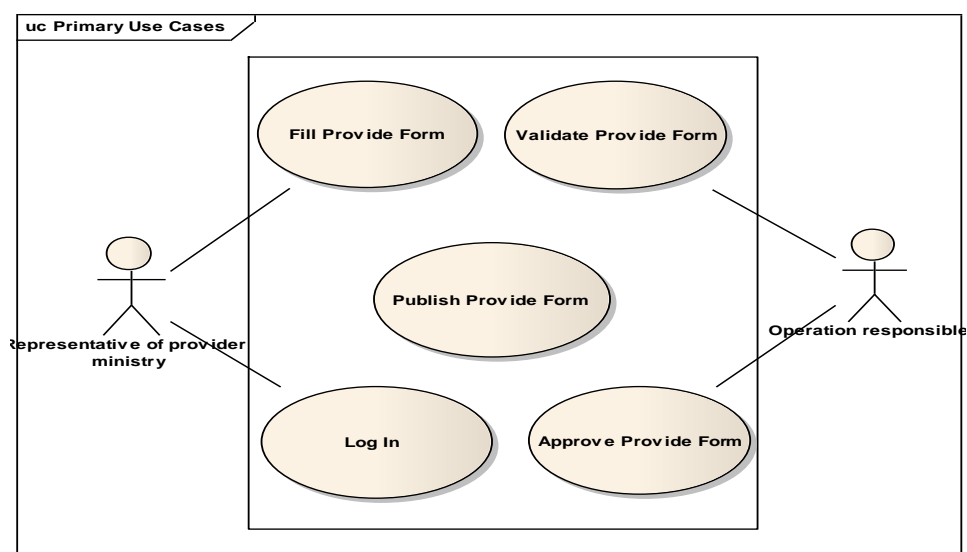 uc Primary Use Cases
Fill Provide Form
Validate Provide Form
Publish Provide Form
Representative of provider
ministry
Operation responsible
Log In
Approve Provide Form